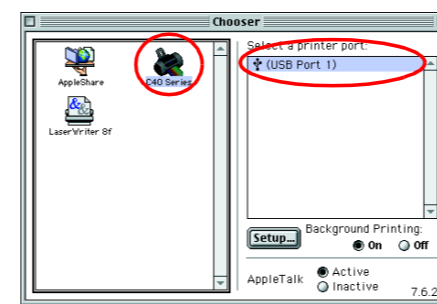 Chooser
AppleShare
C40 Series
LaserWriter 8f
Select a printer port:
(USB Port 1)
Setup...
Background Printing:
On Off
AppleTalk
Active
Inactive
7.6.2